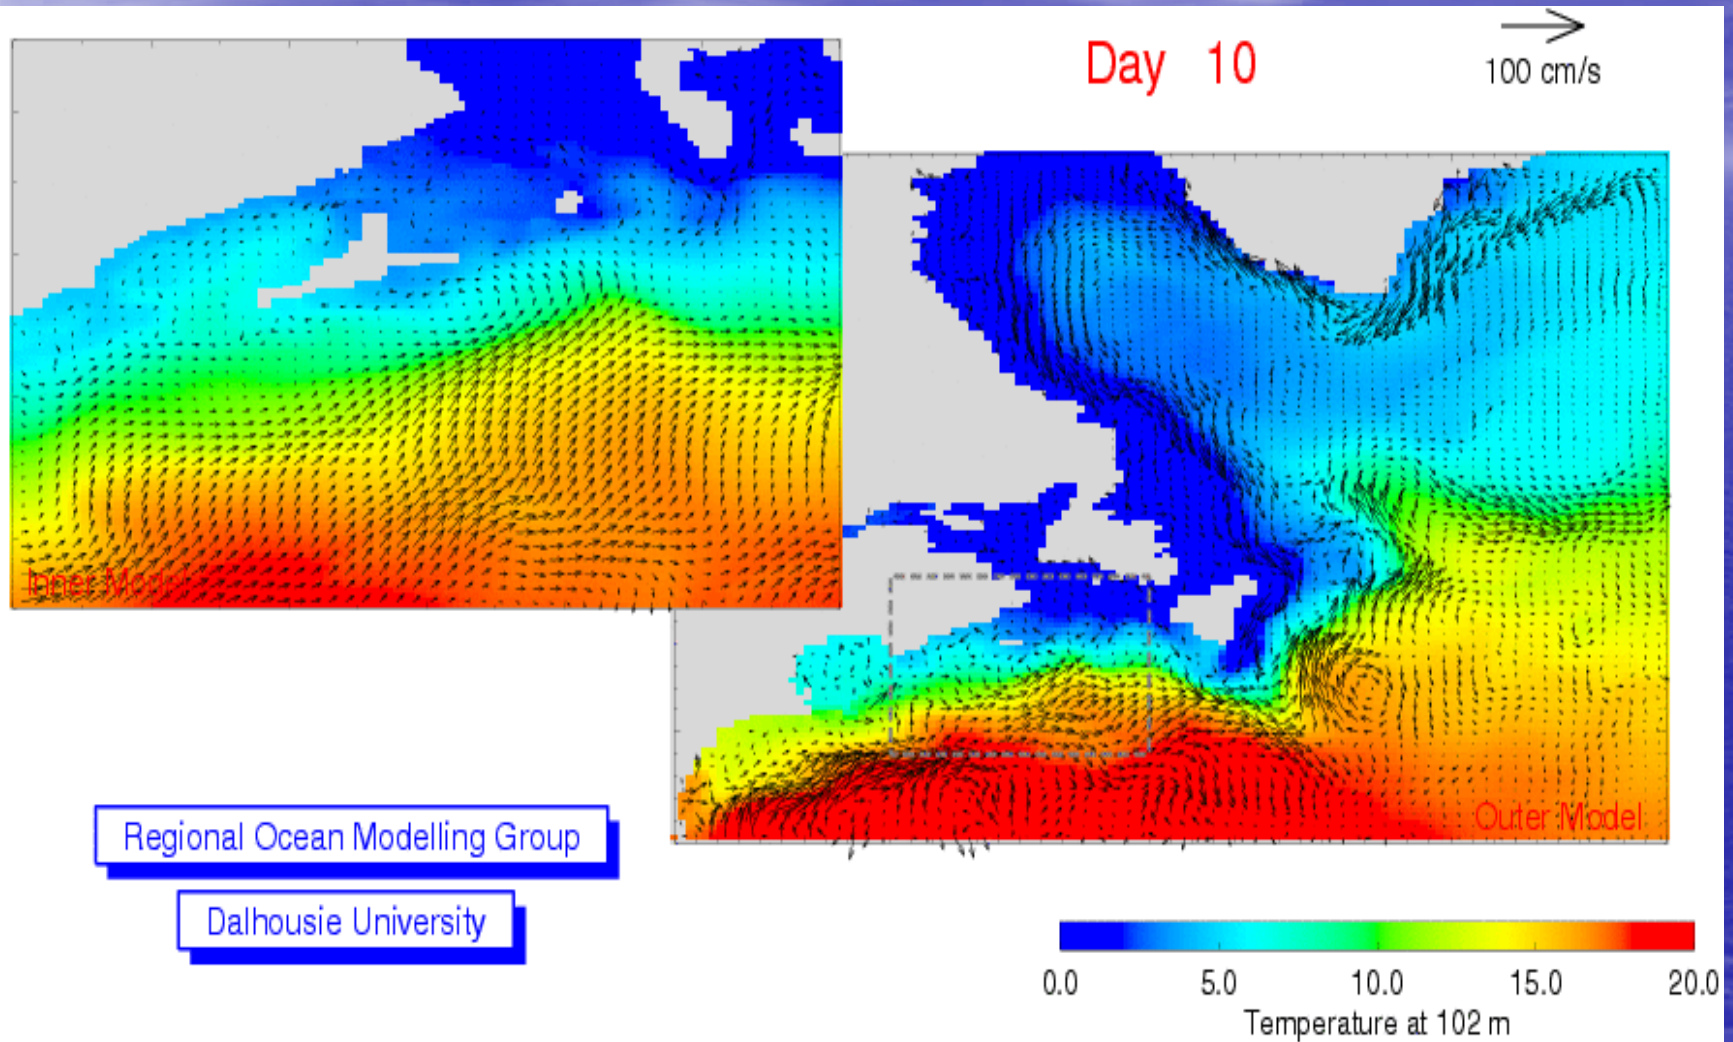 Day 10
100 cm/s
Inner Model
Outer Model
Regional Ocean Modelling Group
Dalhousie University
0.0 5.0 10.0 15.0 20.0
Temperature at 102 m